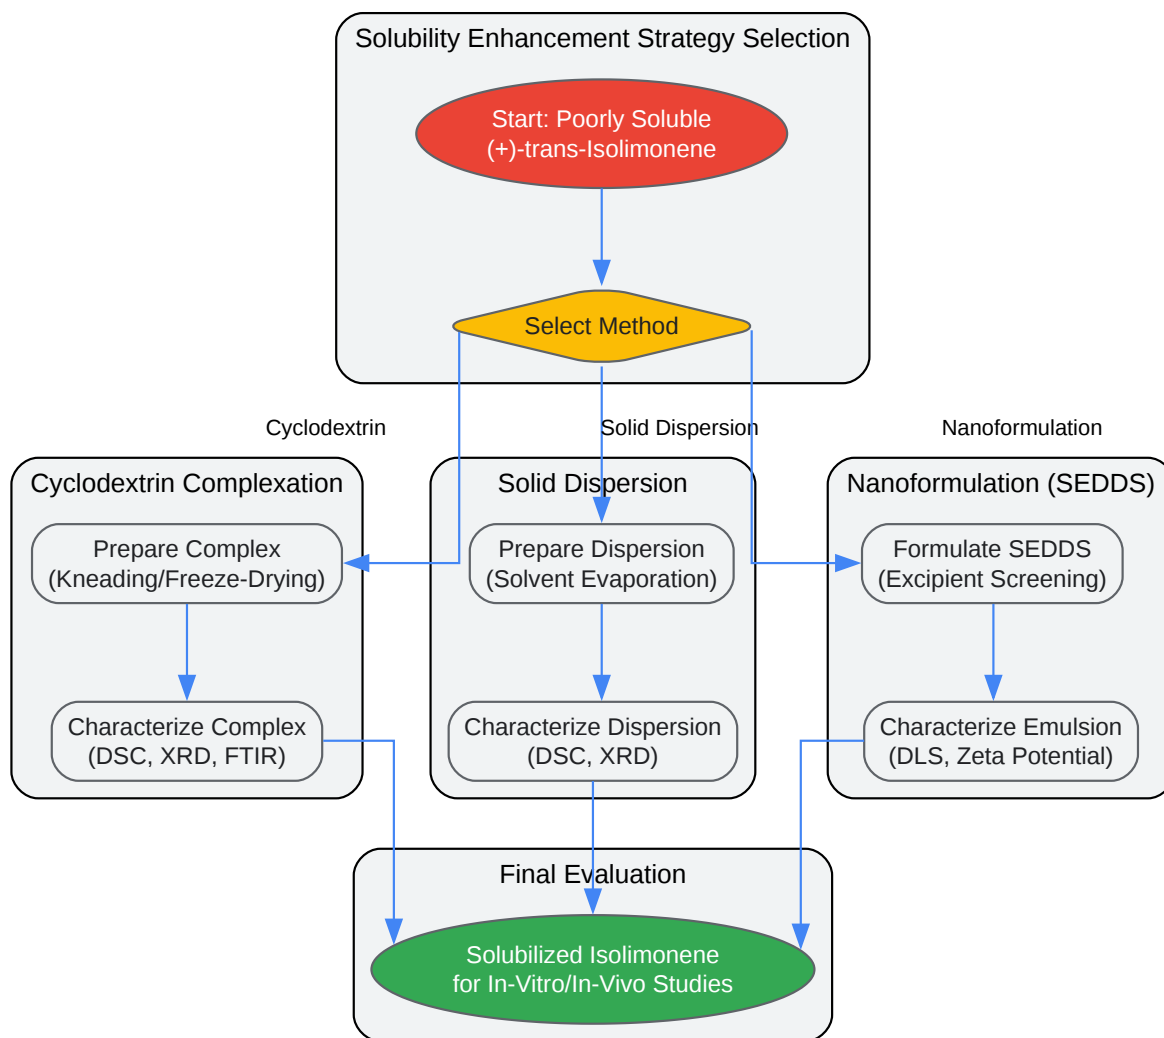 Solubility Enhancement Strategy Selection
Start: Poorly Soluble
(+)-trans-Isolimonene
Select Method
Cyclodextrin
Solid Dispersion
Nanoformulation
Cyclodextrin Complexation
Prepare Complex
(Kneading/Freeze-Drying)
Characterize Complex
(DSC, XRD, FTIR)
Solid Dispersion
Prepare Dispersion
(Solvent Evaporation)
Characterize Dispersion
(DSC, XRD)
Nanoformulation (SEDDS)
Formulate SEDDS
(Excipient Screening)
Characterize Emulsion
(DLS, Zeta Potential)
Final Evaluation
Solubilized Isolimonene
for In-Vitro/In-Vivo Studies